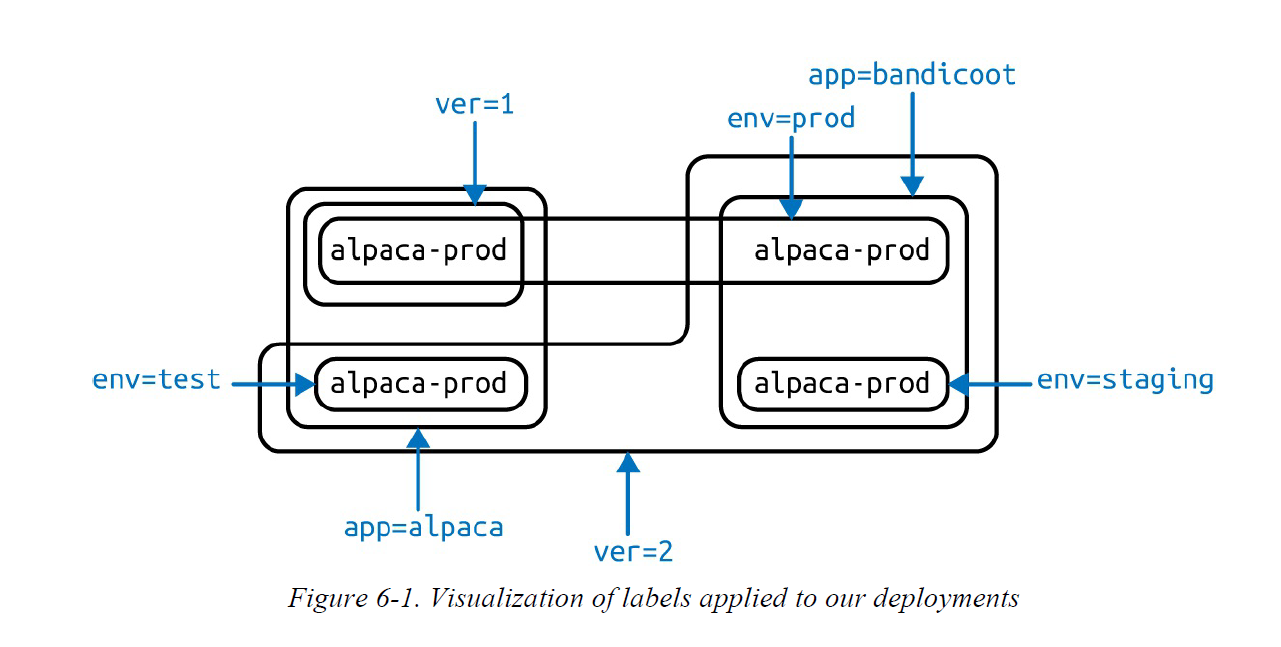 app=bandicoot
ver=1
env=prod
alpaca-prod
alpaca-prod
env=test
alpaca-prod
alpaca-prod
env=staging
app=alpaca
ver=2
Figure 6-1. Visualization of labels applied to our deployments